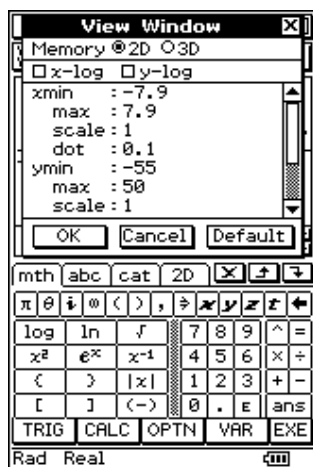 View Window
Memory 2D 3D
x-log y-log
xmin :-7.9
max :7.9
scale :1
dot :0.1
ymin :-55
max :50
scale :1
OK Cancel Default
mth abc cat 2D
π θ i ∞ ( ) , ⇒ x y z t ←
log ln √ 7 8 9 ^ =
x² eˣ x⁻¹ 4 5 6 × ÷
( ) |x| 1 2 3 + −
[ ] (−) 0 . E ans
TRIG CALC OPTN VAR EXE
Rad Real